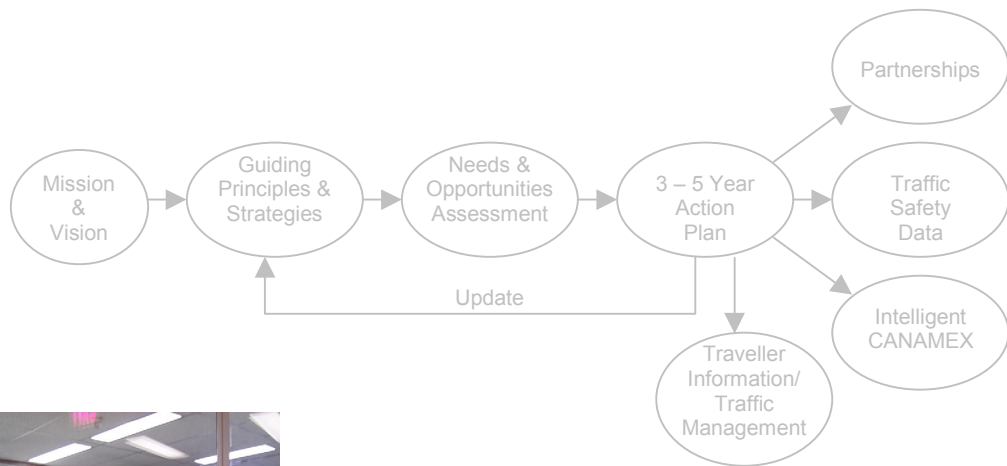 Mission
&
Vision
Guiding
Principles &
Strategies
Needs &
Opportunities
Assessment
3 – 5 Year
Action
Plan
Partnerships
Traffic
Safety
Data
Intelligent
CANAMEX
Update
Traveller
Information/
Traffic
Management